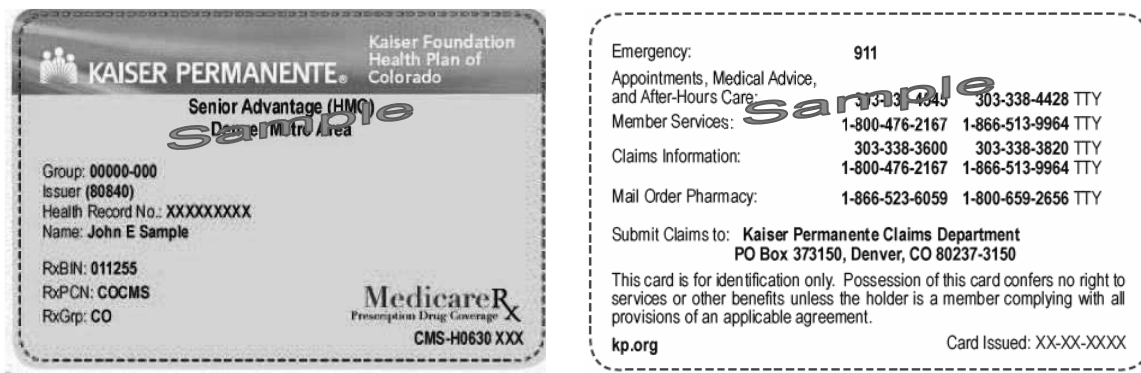 KAISER PERMANENTE®
Kaiser Foundation
Health Plan of
Colorado
Senior Advantage (HMO)
Metro Area
Sample
Group: 00000-000
Issuer (80840)
Health Record No.: XXXXXXXXX
Name: John E Sample
RxBIN: 011255
RxPCN: COCMS
RxGrp: CO
MedicareRx
Prescription Drug Coverage
CMS-H0630 XXX
Emergency: 911
Appointments, Medical Advice,
and After-Hours Care: 303-338-4428 TTY
Sample
Member Services: 1-800-476-2167 1-866-513-9964 TTY
Claims Information: 303-338-3600 303-338-3820 TTY
1-800-476-2167 1-866-513-9964 TTY
Mail Order Pharmacy: 1-866-523-6059 1-800-659-2656 TTY
Submit Claims to: Kaiser Permanente Claims Department
PO Box 373150, Denver, CO 80237-3150
This card is for identification only. Possession of this card confers no right to
services or other benefits unless the holder is a member complying with all
provisions of an applicable agreement.
kp.org Card Issued: XX-XX-XXXX